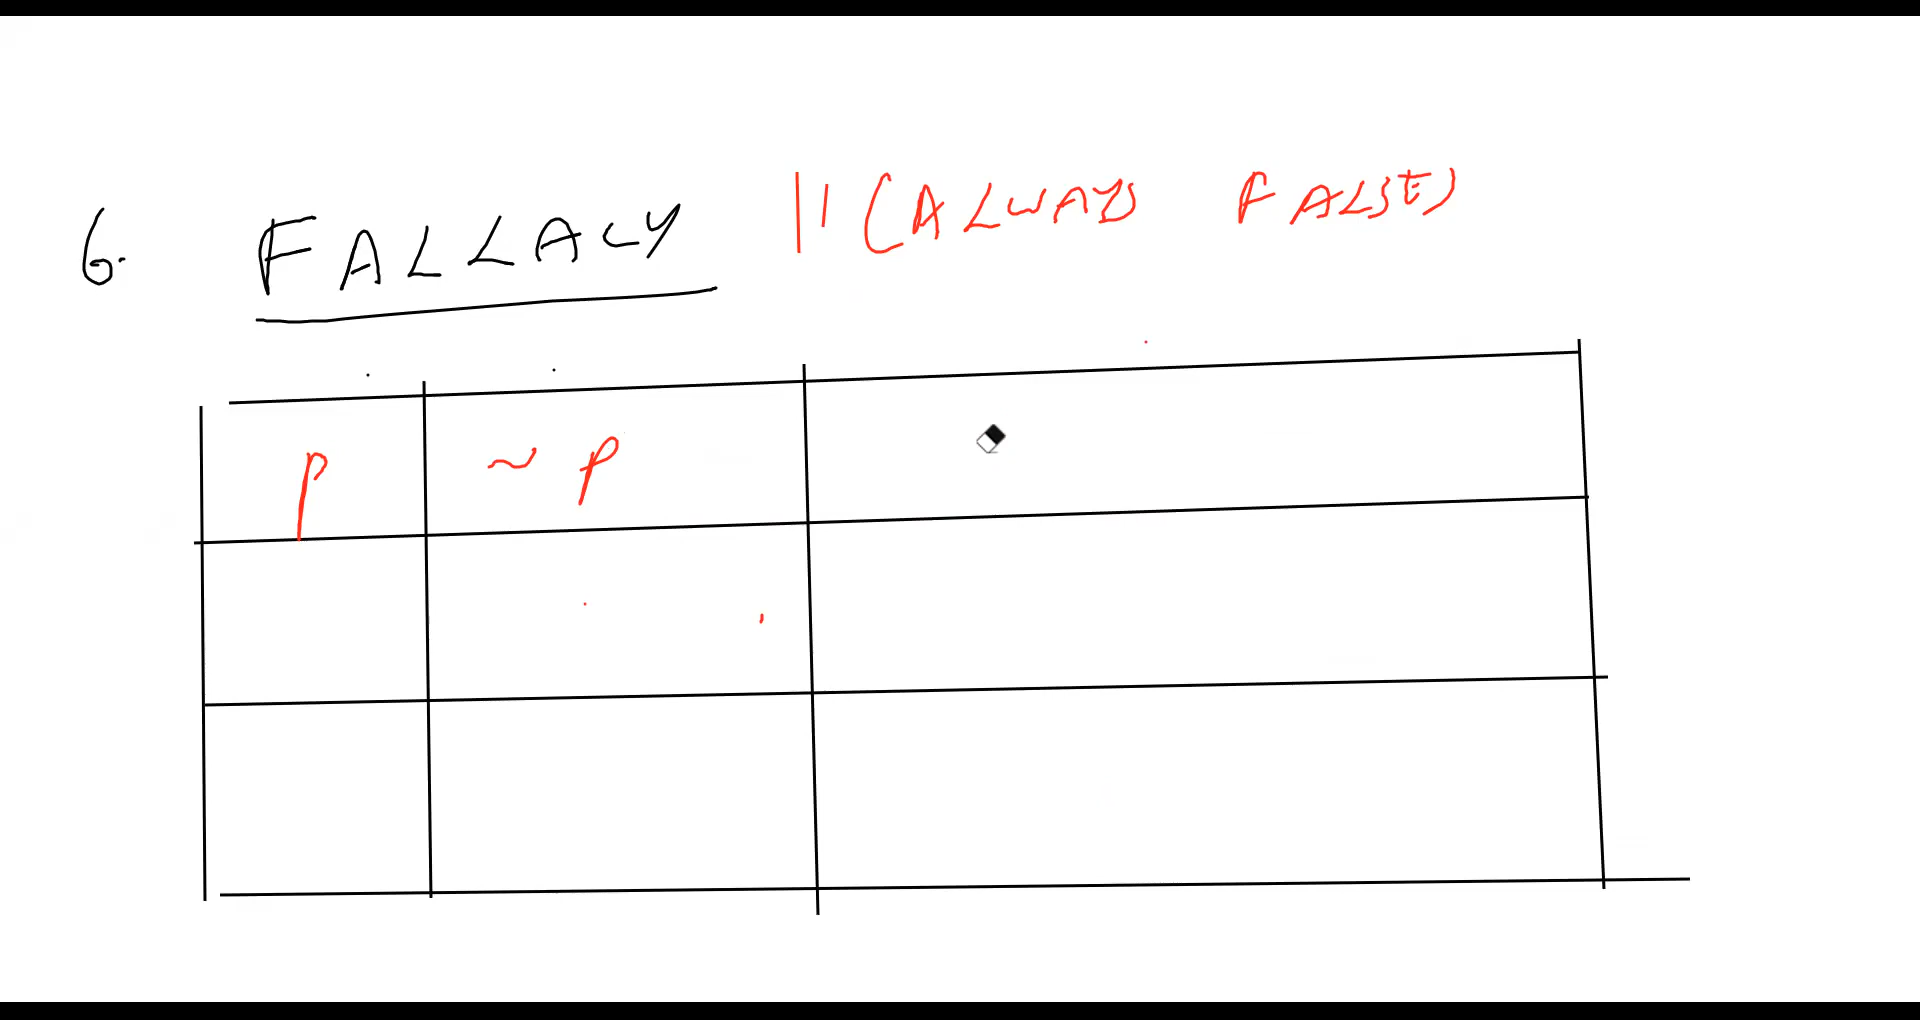 6. FALLACY || (ALWAYS FALSE)
p ~ p